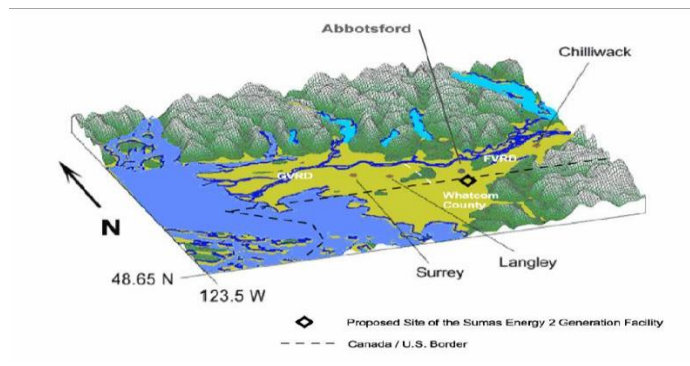 Abbotsford
Chilliwack
GVRD
FVRD
Whatcom
County
N
Surrey
Langley
48.65 N
123.5 W
Proposed Site of the Sumas Energy 2 Generation Facility
Canada / U.S. Border